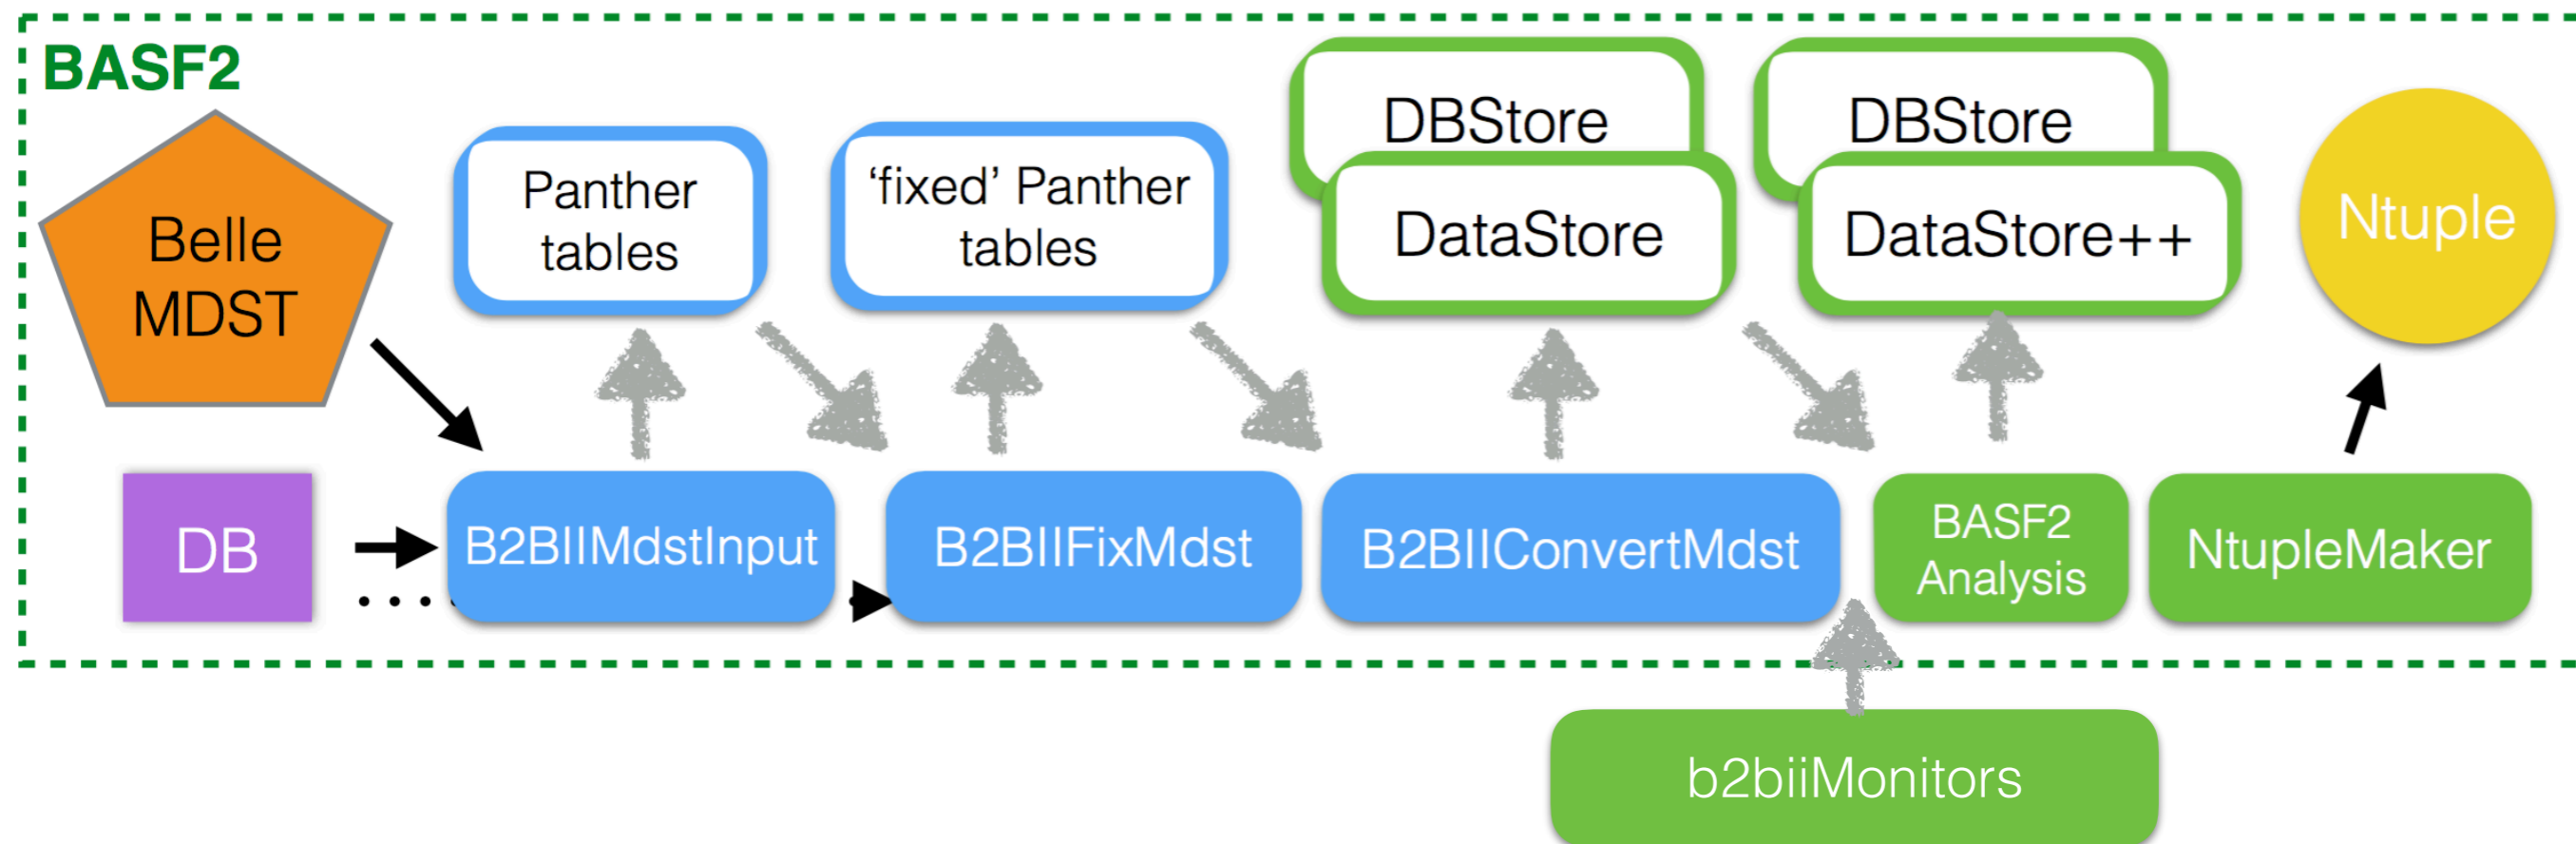 BASF2
Belle
MDST
Panther
tables
‘fixed’ Panther
tables
DBStore
DataStore
DBStore
DataStore++
Ntuple
DB
B2BIIMdstInput
B2BIIFixMdst
B2BIIConvertMdst
BASF2
Analysis
NtupleMaker
b2biiMonitors